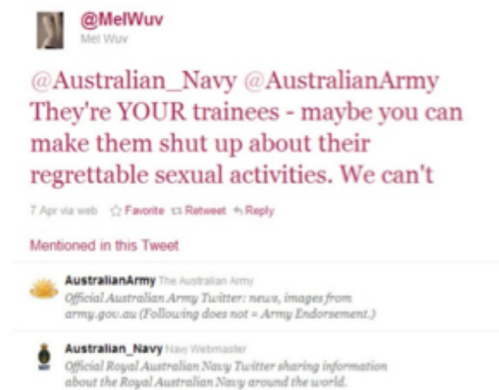 @MelWuv
Mel Wuv
@Australian_Navy @AustralianArmy
They're YOUR trainees - maybe you can
make them shut up about their
regrettable sexual activities. We can't
7 Apr via web Favorite Retweet Reply
Mentioned in this Tweet
AustralianArmy The Australian Army
Official Australian Army Twitter: news, images from
army.gov.au (Following does not = Army Endorsement.)
Australian_Navy Navy Webmaster
Official Royal Australian Navy Twitter sharing information
about the Royal Australian Navy around the world.